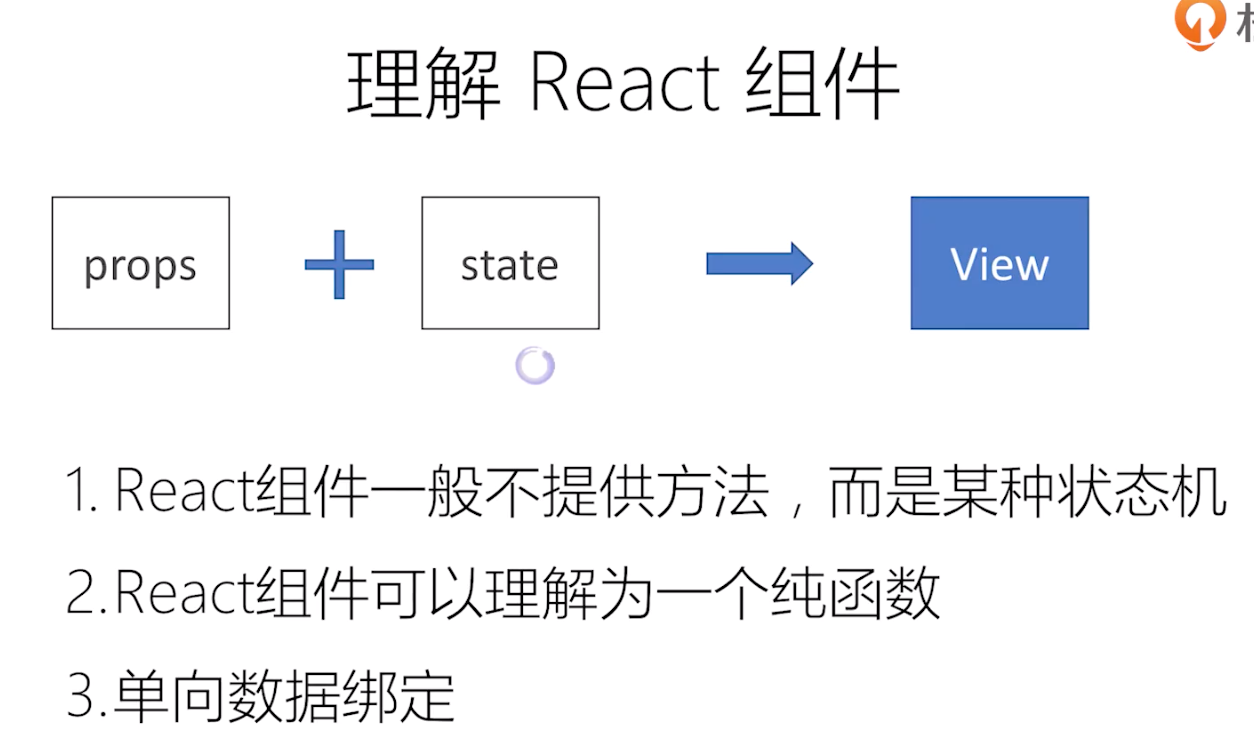 理解 React 组件
props
state
View
1. React组件一般不提供方法，而是某种状态机
2.React组件可以理解为一个纯函数
3.单向数据绑定